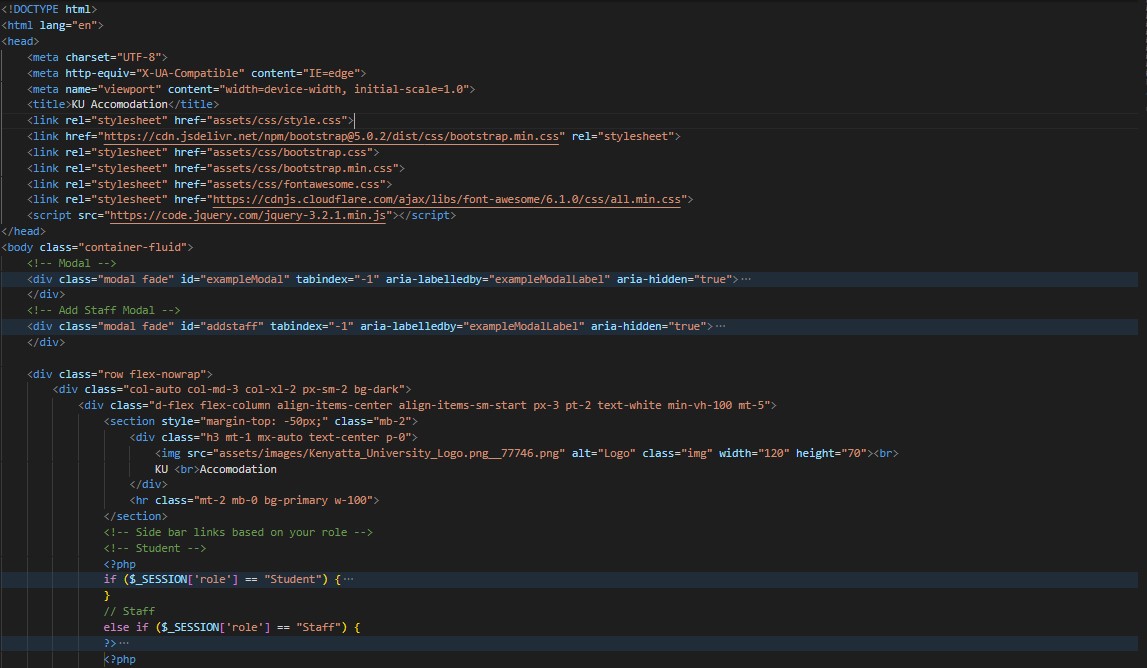 <!DOCTYPE html>
<html lang="en">
<head>
    <meta charset="UTF-8">
    <meta http-equiv="X-UA-Compatible" content="IE=edge">
    <meta name="viewport" content="width=device-width, initial-scale=1.0">
    <title>KU Accomodation</title>
    <link rel="stylesheet" href="assets/css/style.css">
    <link href="https://cdn.jsdelivr.net/npm/bootstrap@5.0.2/dist/css/bootstrap.min.css" rel="stylesheet">
    <link rel="stylesheet" href="assets/css/bootstrap.css">
    <link rel="stylesheet" href="assets/css/bootstrap.min.css">
    <link rel="stylesheet" href="assets/css/fontawesome.css">
    <link rel="stylesheet" href="https://cdnjs.cloudflare.com/ajax/libs/font-awesome/6.1.0/css/all.min.css">
    <script src="https://code.jquery.com/jquery-3.2.1.min.js"></script>
</head>
<body class="container-fluid">
    <!-- Modal -->
    <div class="modal fade" id="exampleModal" tabindex="-1" aria-labelledby="exampleModalLabel" aria-hidden="true">···
    </div>
    <!-- Add Staff Modal -->
    <div class="modal fade" id="addstaff" tabindex="-1" aria-labelledby="exampleModalLabel" aria-hidden="true">···
    </div>
    <div class="row flex-nowrap">
        <div class="col-auto col-md-3 col-xl-2 px-sm-2 bg-dark">
            <div class="d-flex flex-column align-items-center align-items-sm-start px-3 pt-2 text-white min-vh-100 mt-5">
                <section style="margin-top: -50px;" class="mb-2">
                    <div class="h3 mt-1 mx-auto text-center p-0">
                        <img src="assets/images/Kenyatta_University_Logo.png__77746.png" alt="Logo" class="img" width="120" height="70"><br>
                        KU <br>Accomodation
                    </div>
                    <hr class="mt-2 mb-0 bg-primary w-100">
                </section>
                <!-- Side bar links based on your role -->
                <!-- Student -->
                <?php
                if ($_SESSION['role'] == "Student") {···
                }
                // Staff
                else if ($_SESSION['role'] == "Staff") {
                ?>···
                <?php